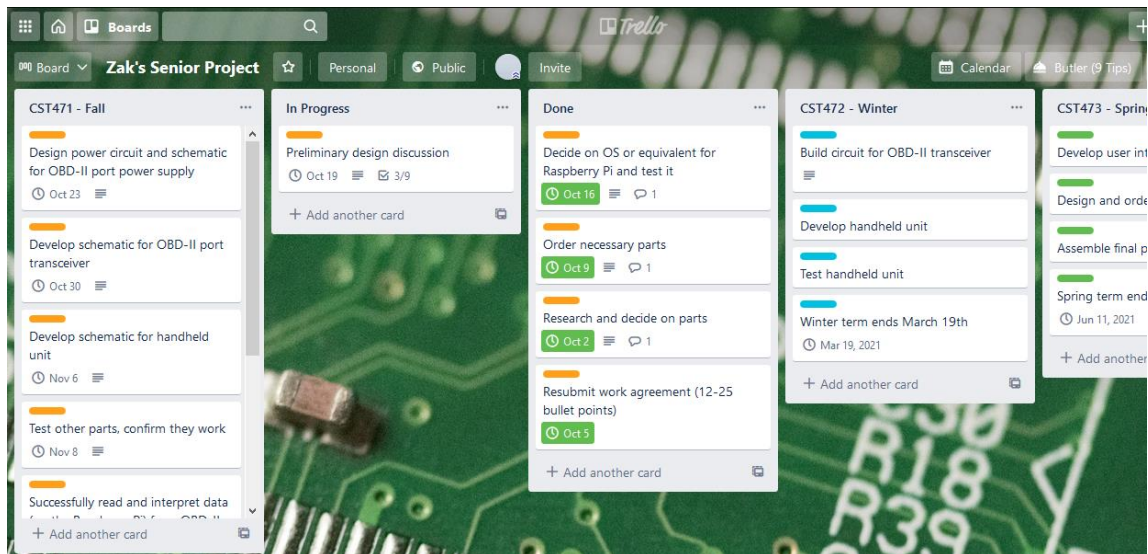 Boards
Trello
Board
Zak's Senior Project
Personal
Public
Invite
Calendar
Butler (9 Tips)
CST471 - Fall
Design power circuit and schematic
for OBD-II port power supply
Oct 23
Develop schematic for OBD-II port
transceiver
Oct 30
Develop schematic for handheld
unit
Nov 6
Test other parts, confirm they work
Nov 8
Successfully read and interpret data
+ Add another card
In Progress
Preliminary design discussion
Oct 19
3/9
+ Add another card
Done
Decide on OS or equivalent for
Raspberry Pi and test it
Oct 16
1
Order necessary parts
Oct 9
1
Research and decide on parts
Oct 2
1
Resubmit work agreement (12-25
bullet points)
Oct 5
+ Add another card
CST472 - Winter
Build circuit for OBD-II transceiver
Develop handheld unit
Test handheld unit
Winter term ends March 19th
Mar 19, 2021
+ Add another card
CST473 - Spring
Develop user int
Design and orde
Assemble final p
Spring term end
Jun 11, 2021
+ Add another
R18
R39